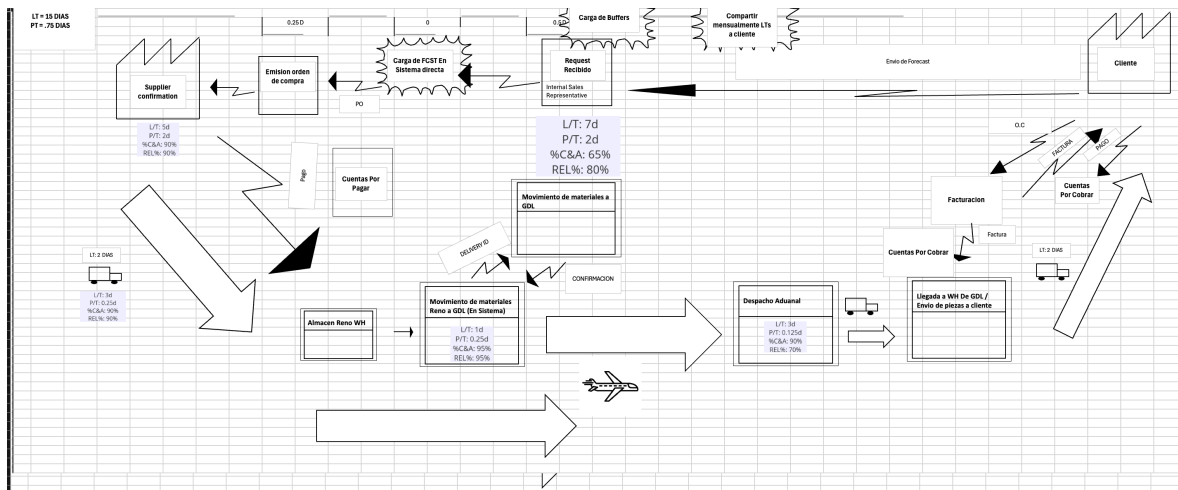 LT = 15 DIAS
PT = .75 DIAS
0.25 D
0
0.5 D
Carga de Buffers
Compartir
mensualmente LTs
a cliente
Supplier
confirmation
L/T: 5d
P/T: 2d
%C&A: 90%
REL%: 90%
Emision orden
de compra
PO
Carga de FCST En
Sistema directa
Request
Recibido
Internal Sales
Representative
L/T: 7d
P/T: 2d
%C&A: 65%
REL%: 80%
Envio de Forecast
Cliente
O.C
FACTURA
PAGO
Cuentas
Por Cobrar
Facturacion
Factura
Cuentas Por Cobrar
Pago
Cuentas Por
Pagar
Movimiento de materiales a
GDL
DELIVERY ID
CONFIRMACION
LT: 2 DIAS
L/T: 3d
P/T: 0.25d
%C&A: 90%
REL%: 90%
Almacen Reno WH
Movimiento de materiales
Reno a GDL (En Sistema)
L/T: 1d
P/T: 0.25d
%C&A: 95%
REL%: 95%
Despacho Aduanal
L/T: 3d
P/T: 0.125d
%C&A: 90%
REL%: 70%
Llegada a WH De GDL /
Envio de piezas a cliente
LT: 2 DIAS